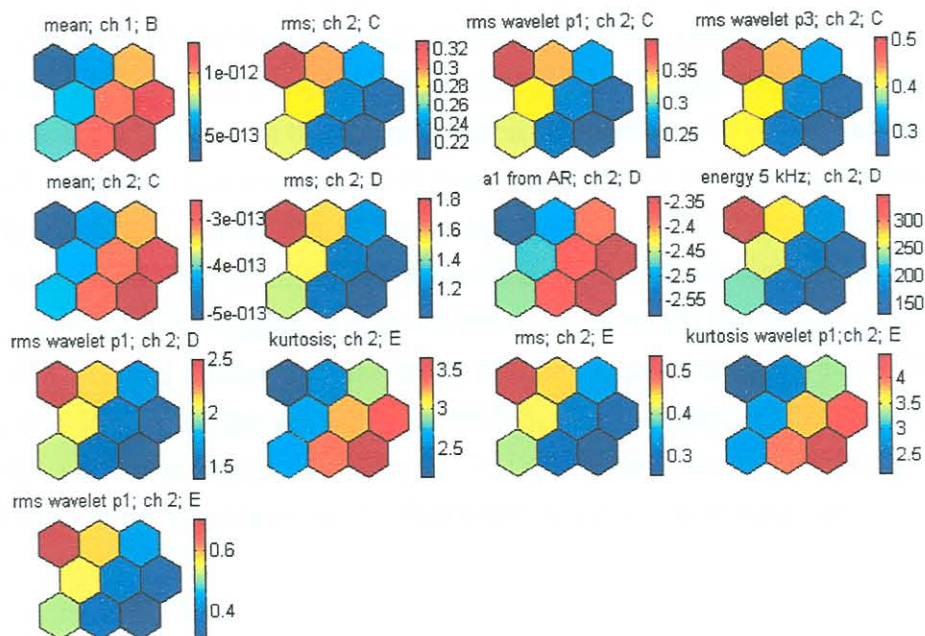 mean; ch 1; B
1e-012
5e-013
rms; ch 2, C
0.32
0.3
0.28
0.26
0.24
0.22
rms wavelet p1; ch 2, C
0.35
0.3
0.25
rms wavelet p3; ch 2, C
0.5
0.4
0.3
mean; ch 2; C
-3e-013
-4e-013
-5e-013
rms; ch 2; D
1.8
1.6
1.4
1.2
a1 from AR; ch 2; D
-2.35
-2.4
-2.45
-2.5
-2.55
energy 5 kHz; ch 2; D
300
250
200
150
rms wavelet p1; ch 2, D
2.5
2
1.5
kurtosis; ch 2; E
3.5
3
2.5
rms; ch 2; E
0.5
0.4
0.3
kurtosis wavelet p1;ch 2; E
4
3.5
3
2.5
rms wavelet p1; ch 2; E
0.6
0.4